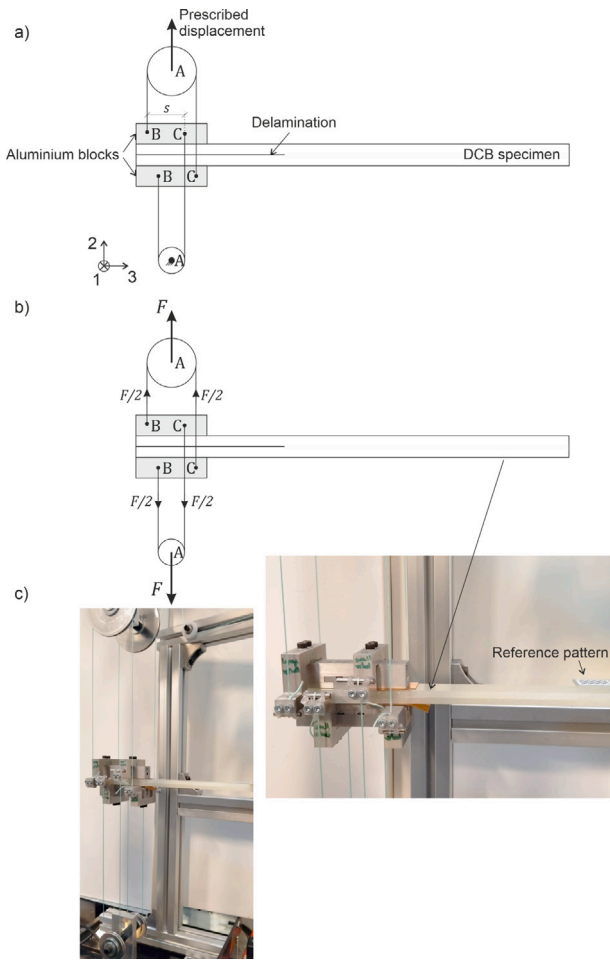 a)
Prescribed
displacement
A
s
B C
Delamination
Aluminium blocks
DCB specimen
B C
2
A
1 3
b)
F
A
F/2 F/2
B C
B C
F/2 F/2
A
F
c)
Reference pattern